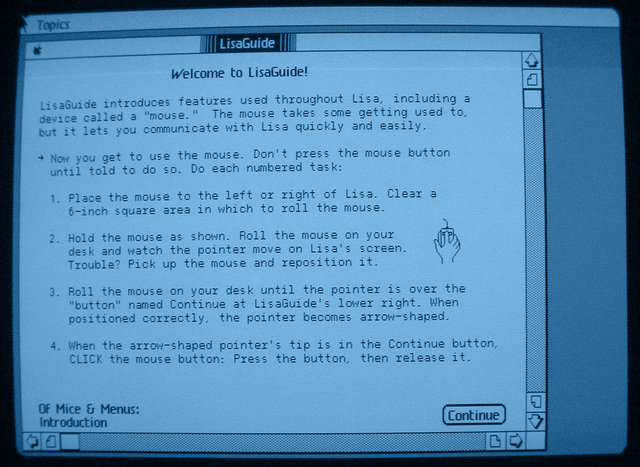 Topics
LisaGuide
Welcome to LisaGuide!
LisaGuide introduces features used throughout Lisa, including a
device called a "mouse." The mouse takes some getting used to,
but it lets you communicate with Lisa quickly and easily.
Now you get to use the mouse. Don't press the mouse button
until told to do so. Do each numbered task:
1. Place the mouse to the left or right of Lisa. Clear a
6-inch square area in which to roll the mouse.
2. Hold the mouse as shown. Roll the mouse on your
desk and watch the pointer move on Lisa's screen.
Trouble? Pick up the mouse and reposition it.
3. Roll the mouse on your desk until the pointer is over the
"button" named Continue at LisaGuide's lower right. When
positioned correctly, the pointer becomes arrow-shaped.
4. When the arrow-shaped pointer's tip is in the Continue button,
CLICK the mouse button: Press the button, then release it.
Of Mice & Menus:
Introduction
Continue